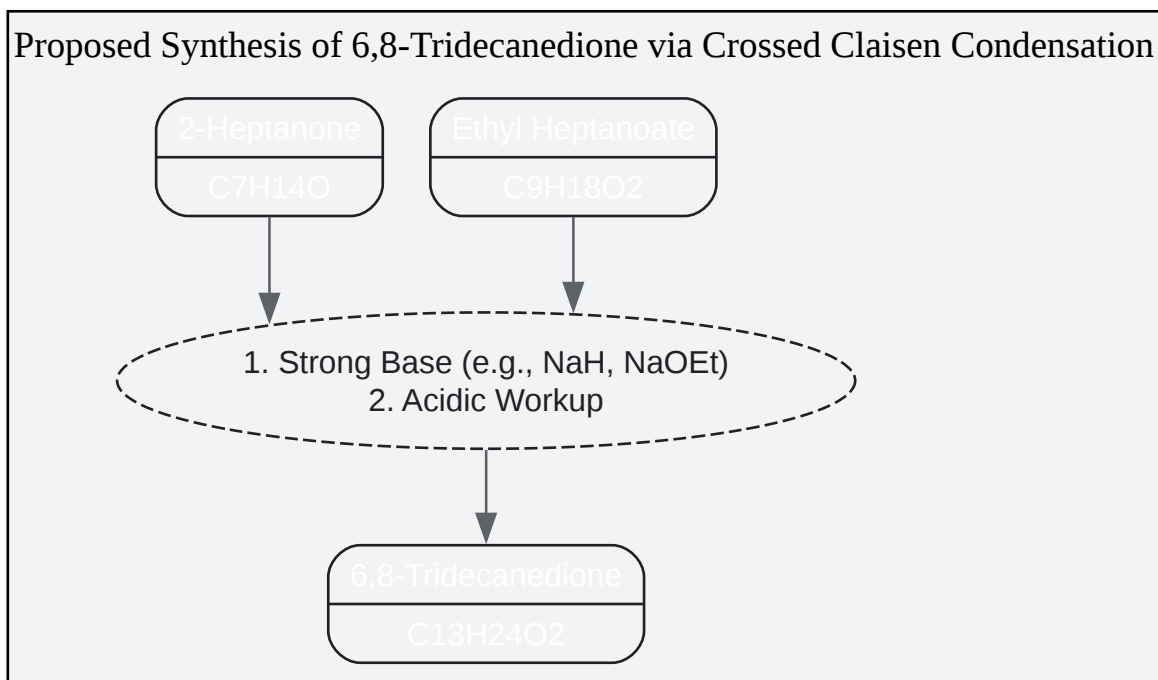 Proposed Synthesis of 6,8-Tridecanedione via Crossed Claisen Condensation
2-Heptanone
C7H14O
Ethyl Heptanoate
C9H18O2
1. Strong Base (e.g., NaH, NaOEt)
2. Acidic Workup
6,8-Tridecanedione
C13H24O2